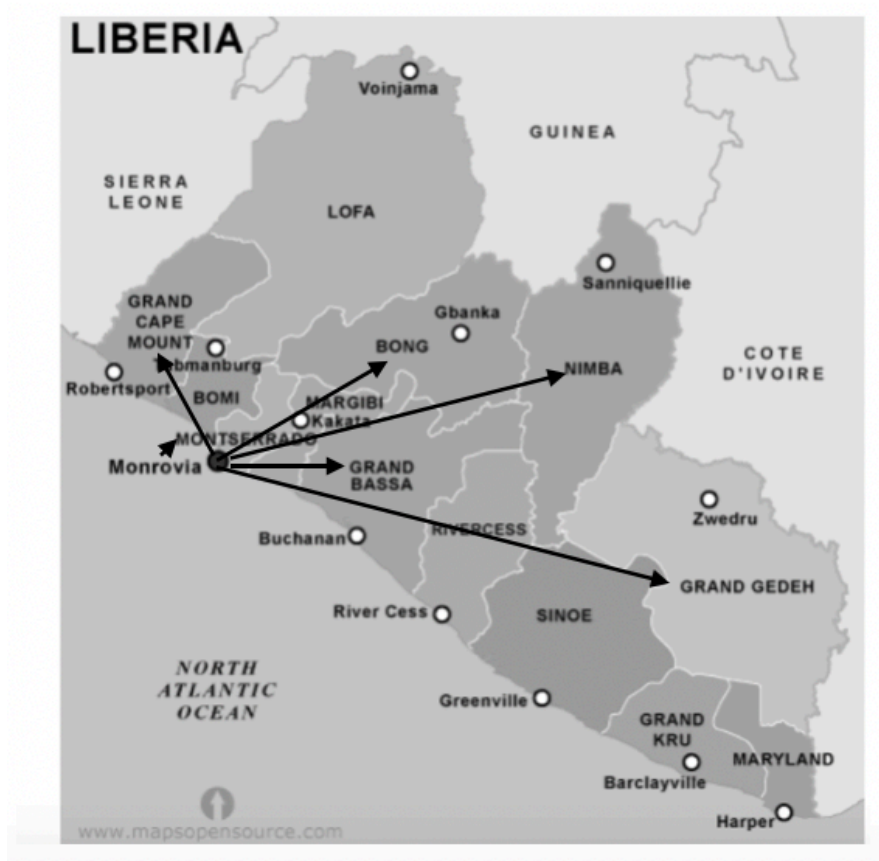 LIBERIA
Voinjama
GUINEA
SIERRA
LEONE
LOFA
Sanniquellie
GRAND
CAPE
MOUNT
Gbanka
BONG
COTE
D'IVOIRE
NIMBA
Robertsport
BOMI
MARGIBI
Kakata
MONTSERRADO
Monrovia
GRAND
BASSA
Zwedru
RIVERCESS
Buchanan
GRAND GEDEH
River Cess
SINOE
NORTH
ATLANTIC
OCEAN
Greenville
GRAND
KRU
MARYLAND
Barclayville
Harper
www.mapsopensource.com